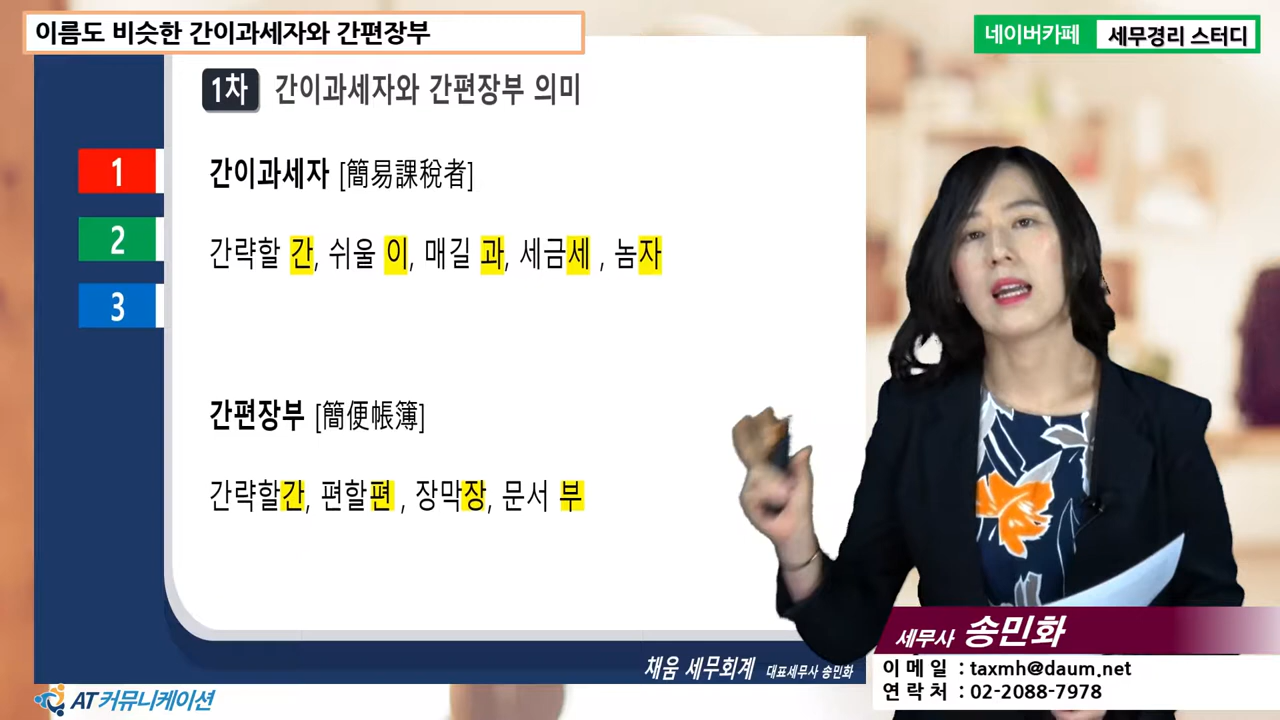 이름도 비슷한 간이과세자와 간편장부
네이버카페 세무경리 스터디
1차 간이과세자와 간편장부 의미
1
2
3
간이과세자 [簡易課稅者]
간략할 간, 쉬울 이, 매길 과, 세금세 , 놈자
간편장부 [簡便帳簿]
간략할간, 편할편 , 장막장, 문서 부
채움 세무회계 대표세무사 송민화
AT커뮤니케이션
세무사 송민화
이 메 일 : taxmh@daum.net
연 락 처 : 02-2088-7978